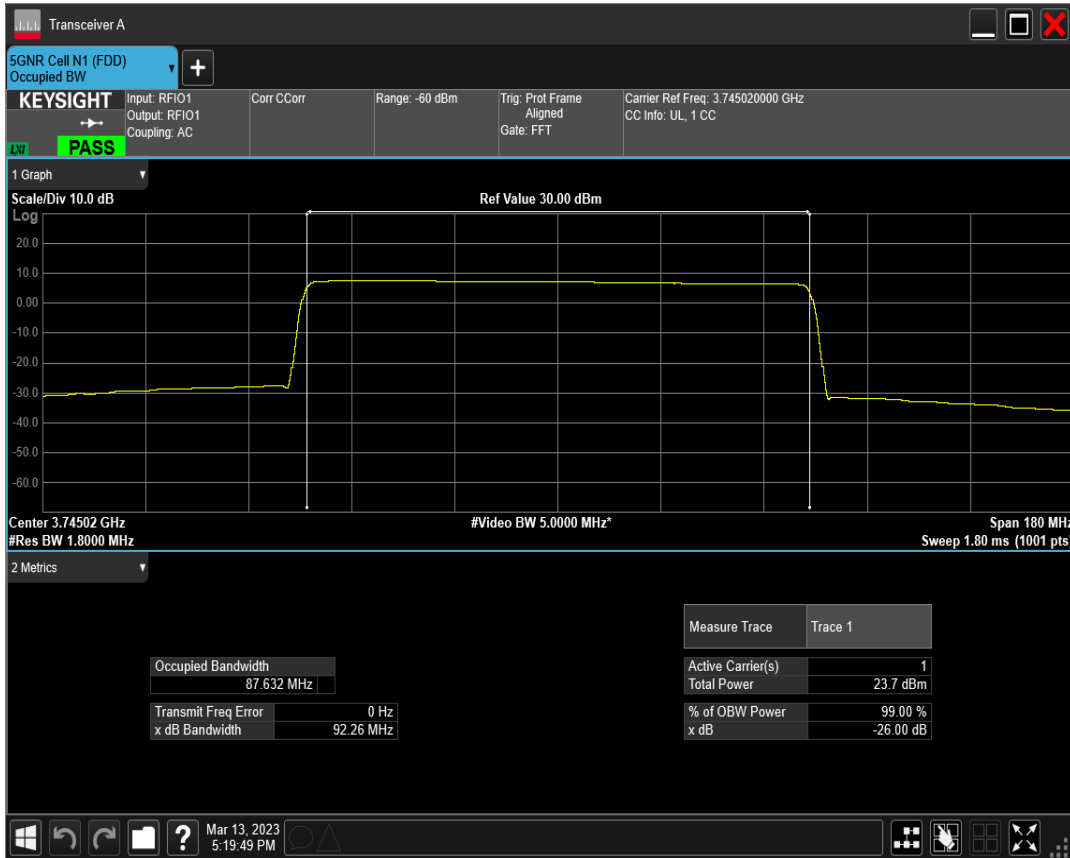 Transceiver A
5GNR Cell N1 (FDD)
Occupied BW
+
KEYSIGHT
LXI
PASS
Input: RFIO1
Output: RFIO1
Coupling: AC
Corr CCorr
Range: -60 dBm
Trig: Prot Frame
Aligned
Gate: FFT
Carrier Ref Freq: 3.745020000 GHz
CC Info: UL, 1 CC
1 Graph
Scale/Div 10.0 dB
Ref Value 30.00 dBm
Log
20.0
10.0
0.00
-10.0
-20.0
-30.0
-40.0
-50.0
-60.0
Center 3.74502 GHz
#Video BW 5.0000 MHz*
Span 180 MHz
#Res BW 1.8000 MHz
Sweep 1.80 ms (1001 pts)
2 Metrics
Measure Trace Trace 1
Occupied Bandwidth
87.632 MHz
Active Carrier(s) 1
Total Power 23.7 dBm
Transmit Freq Error 0 Hz
x dB Bandwidth 92.26 MHz
% of OBW Power 99.00 %
x dB -26.00 dB
?
Mar 13, 2023
5:19:49 PM